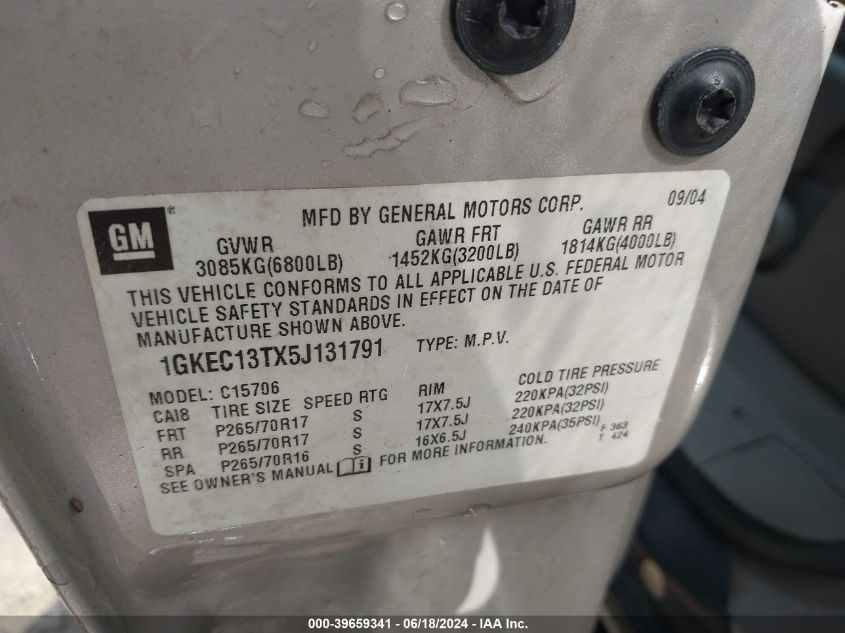 GM®
MFD BY GENERAL MOTORS CORP. 09/04
GVWR GAWR FRT GAWR RR
3085KG(6800LB) 1452KG(3200LB) 1814KG(4000LB)
THIS VEHICLE CONFORMS TO ALL APPLICABLE U.S. FEDERAL MOTOR
VEHICLE SAFETY STANDARDS IN EFFECT ON THE DATE OF
MANUFACTURE SHOWN ABOVE.
1GKEC13TX5J131791 TYPE: M.P.V.
MODEL: C15706
CAI8 TIRE SIZE SPEED RTG RIM COLD TIRE PRESSURE
FRT P265/70R17 S 17X7.5J 220KPA(32PSI)
RR P265/70R17 S 17X7.5J 220KPA(32PSI)
SPA P265/70R16 S 16X6.5J 240KPA(35PSI)
SEE OWNER'S MANUAL i FOR MORE INFORMATION.
F 363
T 424
000-39659341 - 06/18/2024 - IAA Inc.